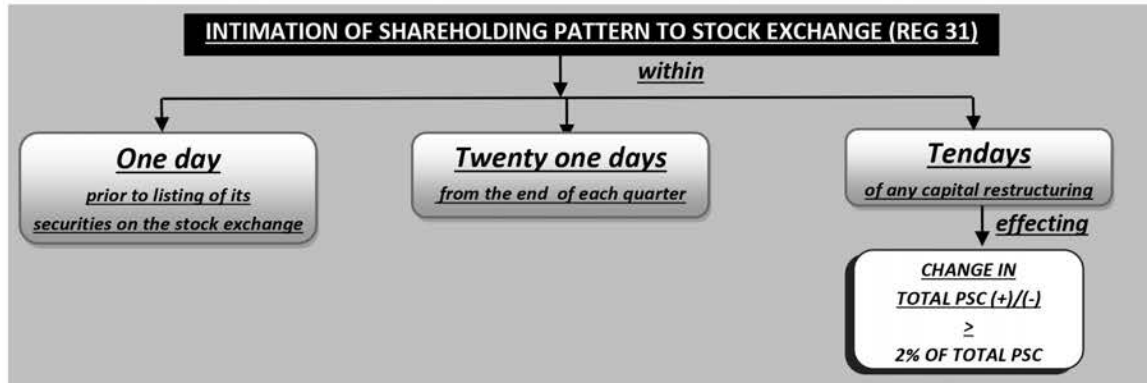 INTIMATION OF SHAREHOLDING PATTERN TO STOCK EXCHANGE (REG 31)
within
One day
prior to listing of its
securities on the stock exchange
Twenty one days
from the end of each quarter
Tendays
of any capital restructuring
effecting
CHANGE IN
TOTAL PSC (+)/(-)
≥
2% OF TOTAL PSC